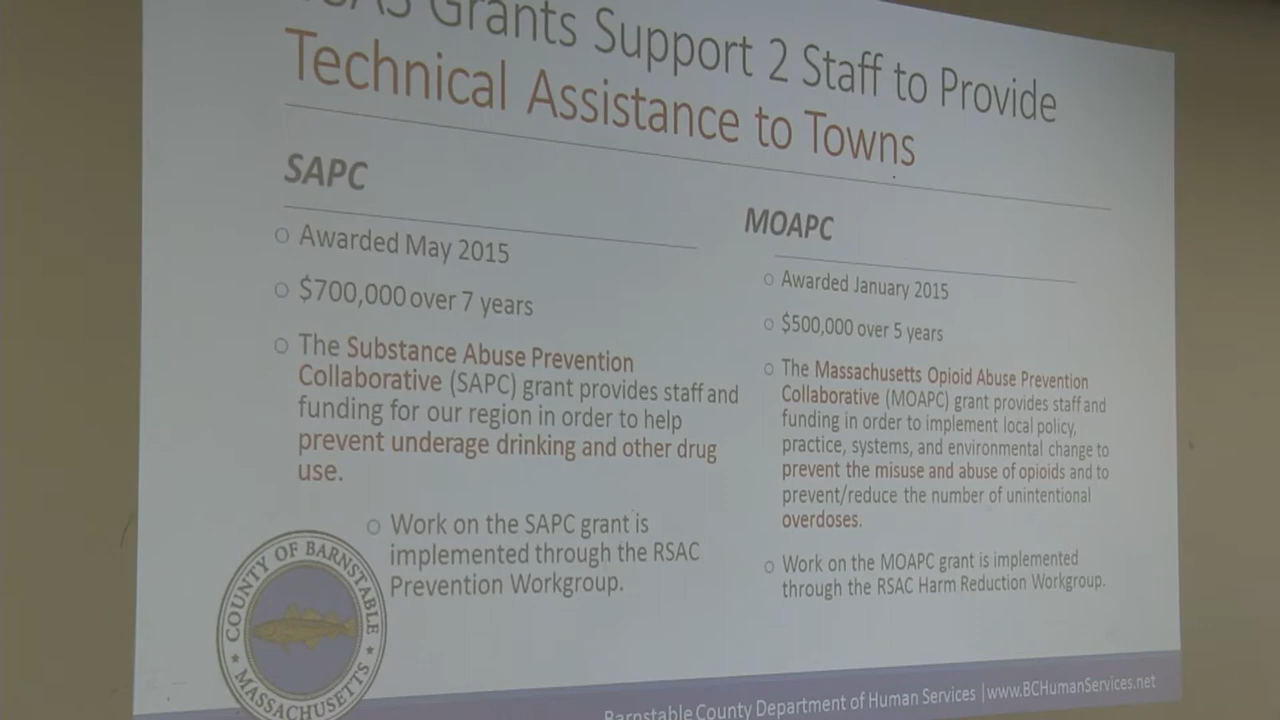 Grants Support 2 Staff to Provide
Technical Assistance to Towns
SAPC
○ Awarded May 2015
○ $700,000 over 7 years
○ The Substance Abuse Prevention
Collaborative (SAPC) grant provides staff and
funding for our region in order to help
prevent underage drinking and other drug
use.
○ Work on the SAPC grant is
implemented through the RSAC
Prevention Workgroup.
MOAPC
○ Awarded January 2015
○ $500,000 over 5 years
○ The Massachusetts Opioid Abuse Prevention
Collaborative (MOAPC) grant provides staff and
funding in order to implement local policy,
practice, systems, and environmental change to
prevent the misuse and abuse of opioids and to
prevent/reduce the number of unintentional
overdoses.
○ Work on the MOAPC grant is implemented
through the RSAC Harm Reduction Workgroup.
COUNTY OF BARNSTABLE
★ MASSACHUSETTS ★
Barnstable County Department of Human Services | www.BCHumanServices.net